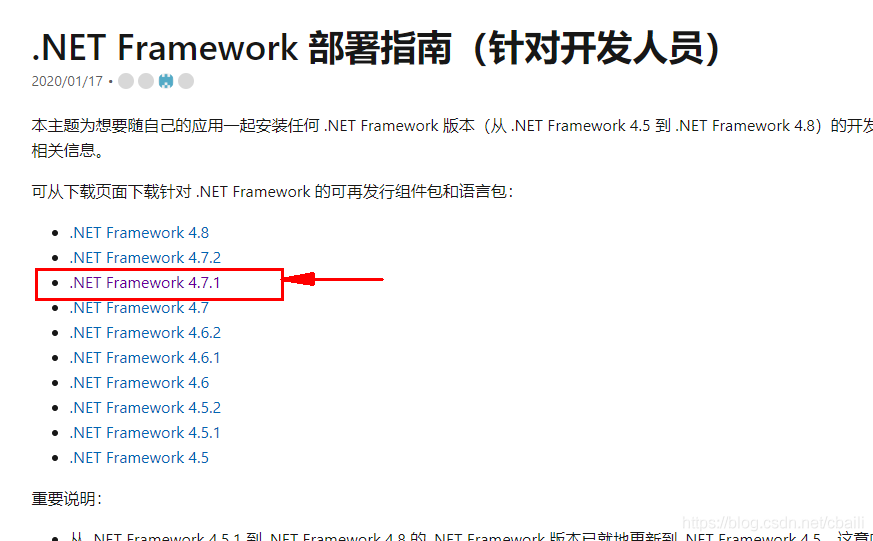 .NET Framework 部署指南（针对开发人员）
2020/01/17 •
本主题为想要随自己的应用一起安装任何 .NET Framework 版本（从 .NET Framework 4.5 到 .NET Framework 4.8）的开发
相关信息。
可从下载页面下载针对 .NET Framework 的可再发行组件包和语言包：
• .NET Framework 4.8
• .NET Framework 4.7.2
• .NET Framework 4.7.1
• .NET Framework 4.7
• .NET Framework 4.6.2
• .NET Framework 4.6.1
• .NET Framework 4.6
• .NET Framework 4.5.2
• .NET Framework 4.5.1
• .NET Framework 4.5
重要说明：
• 从 .NET Framework 4.5.1 到 .NET Framework 4.8 的 .NET Framework 版本已就地更新到 .NET Framework 4.5，这意
https://blog.csdn.net/cbaili